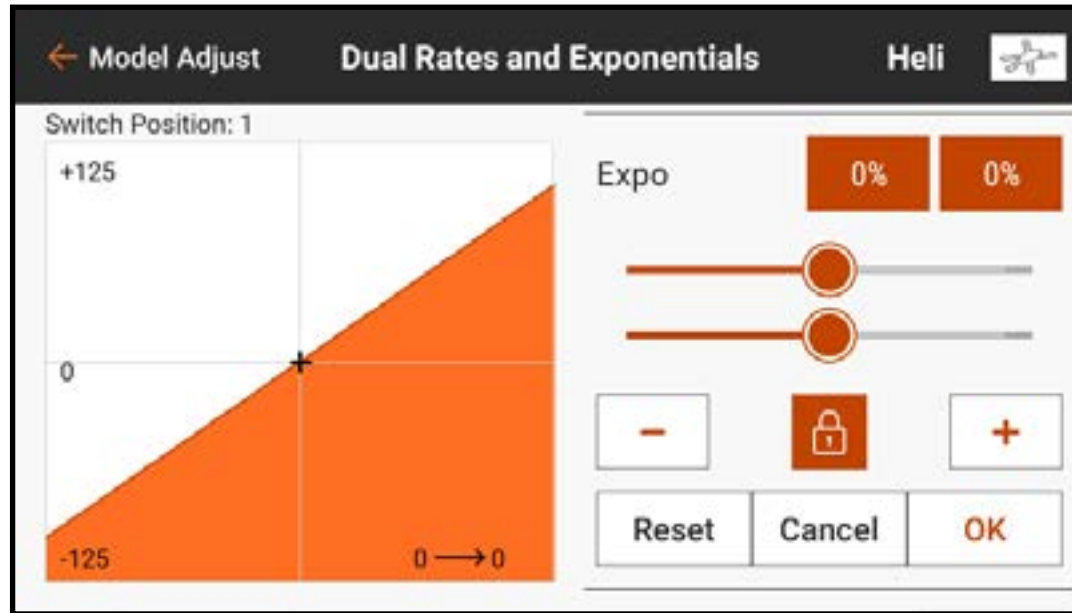 ← Model Adjust Dual Rates and Exponentials Heli
Switch Position: 1
+125
0
-125
0 → 0
Expo 0% 0%
− +
Reset Cancel OK